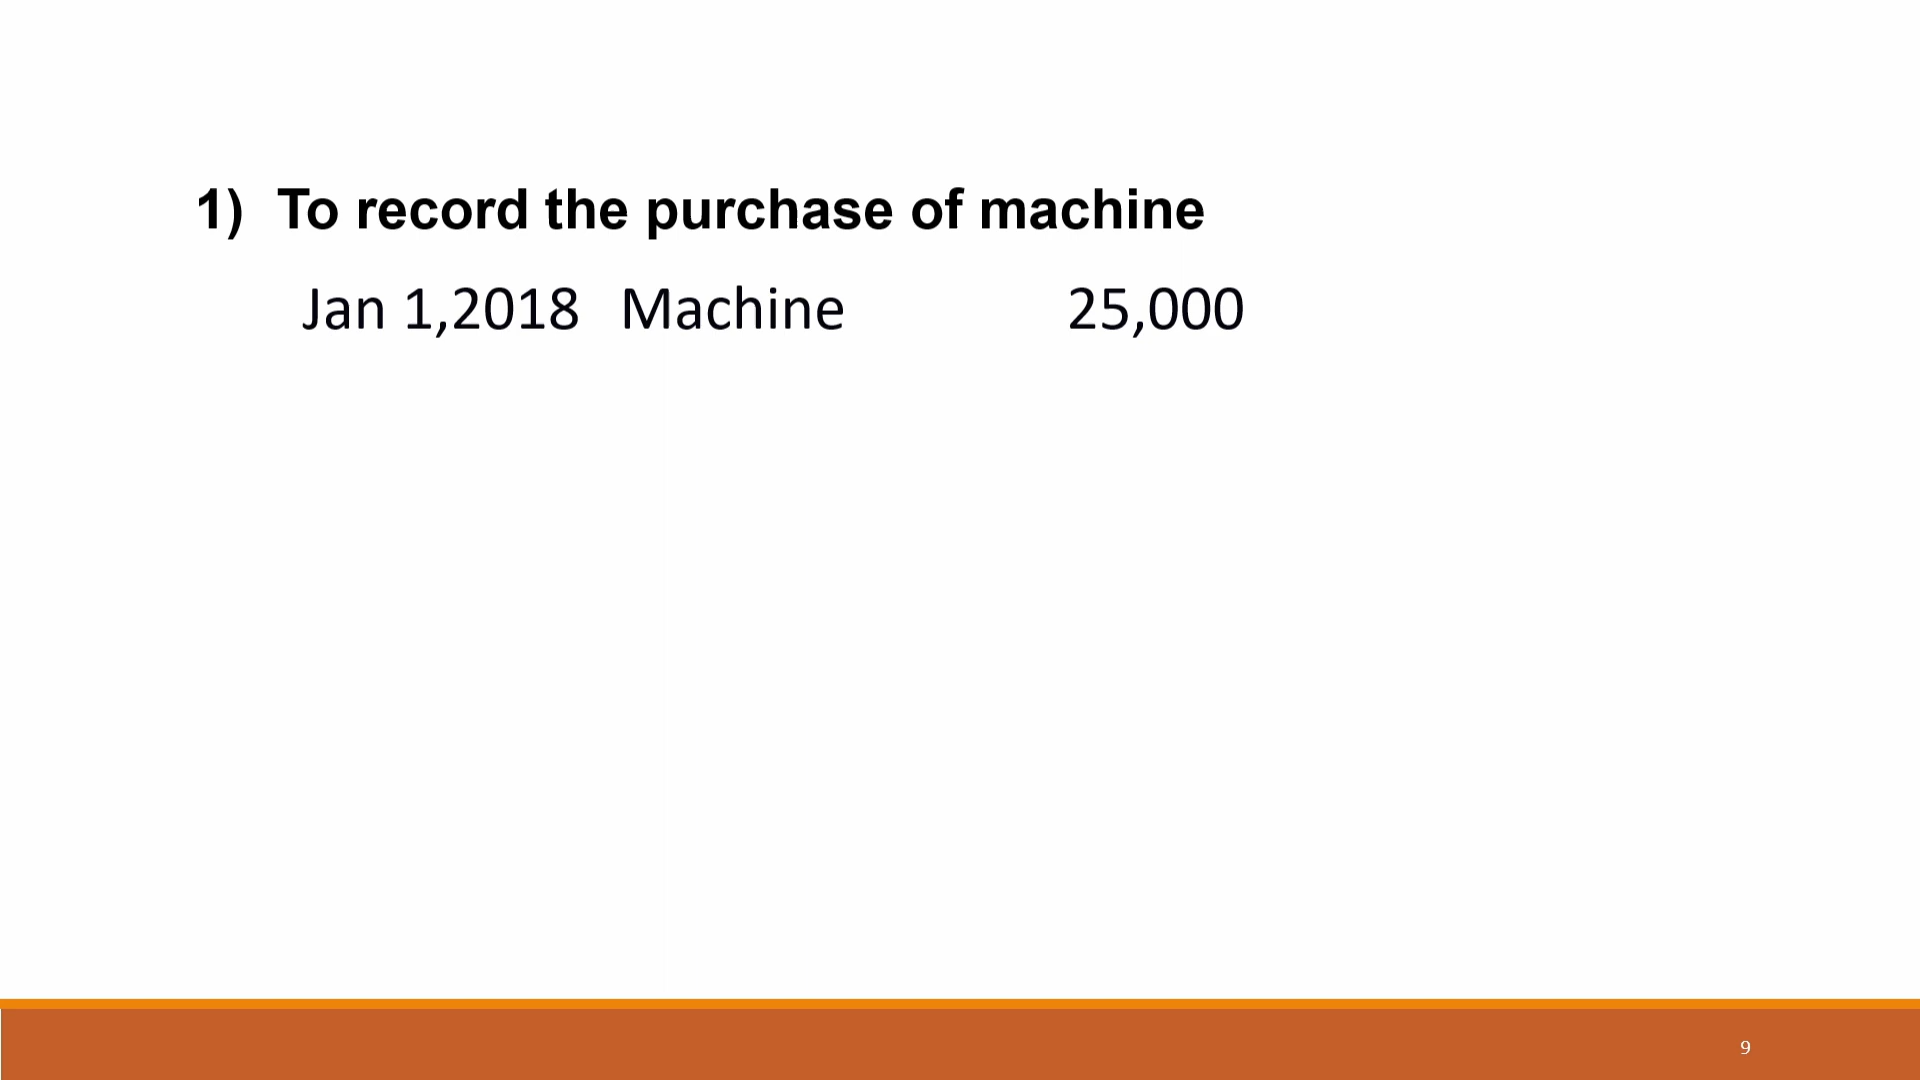 1) To record the purchase of machine
Jan 1,2018 Machine 25,000
9